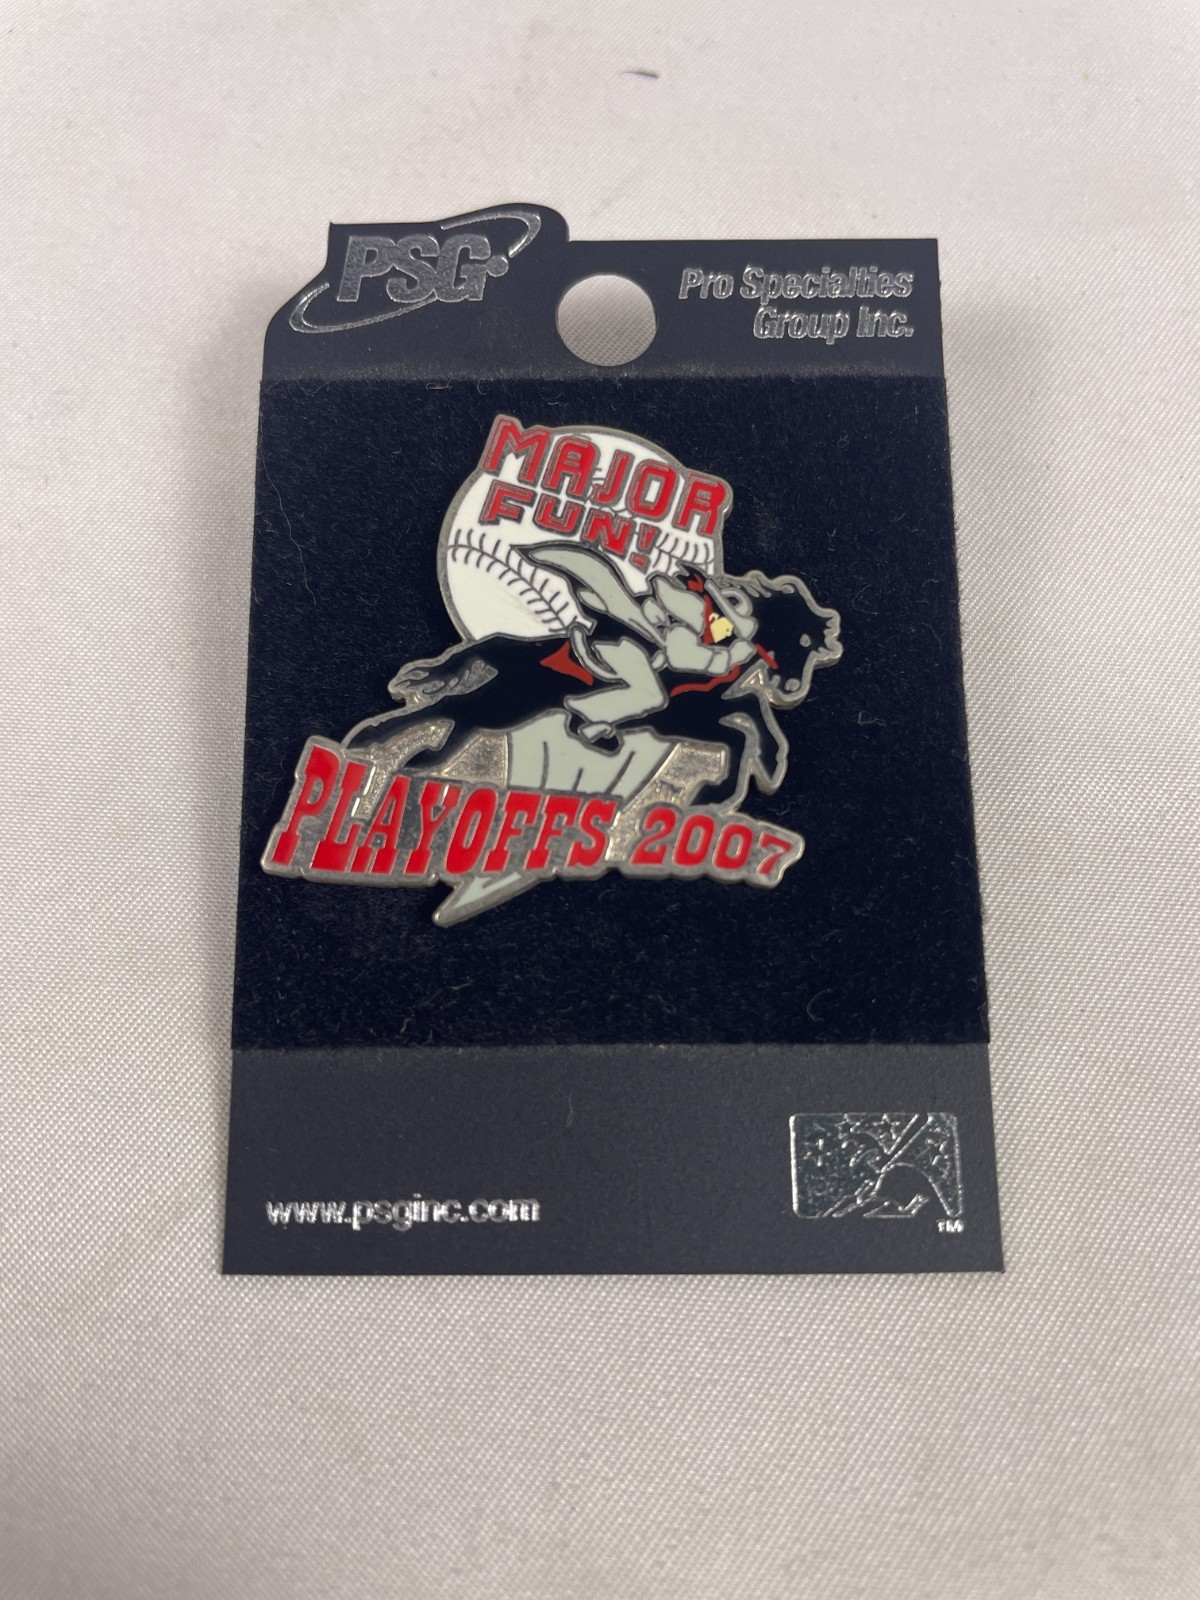 PSG
Pro Specialties
Group Inc.
MAJOR
FUN!
PLAYOFFS 2007
www.psginc.com
TM